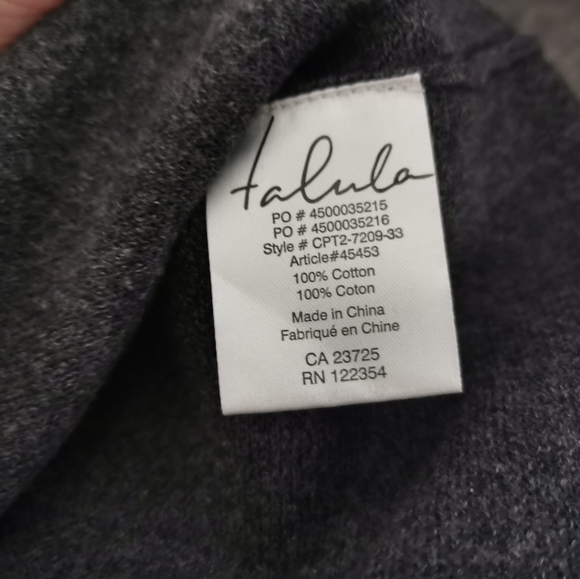 talula
PO # 4500035215
PO # 4500035216
Style # CPT2-7209-33
Article#45453
100% Cotton
100% Coton
Made in China
Fabriqué en Chine
CA 23725
RN 122354